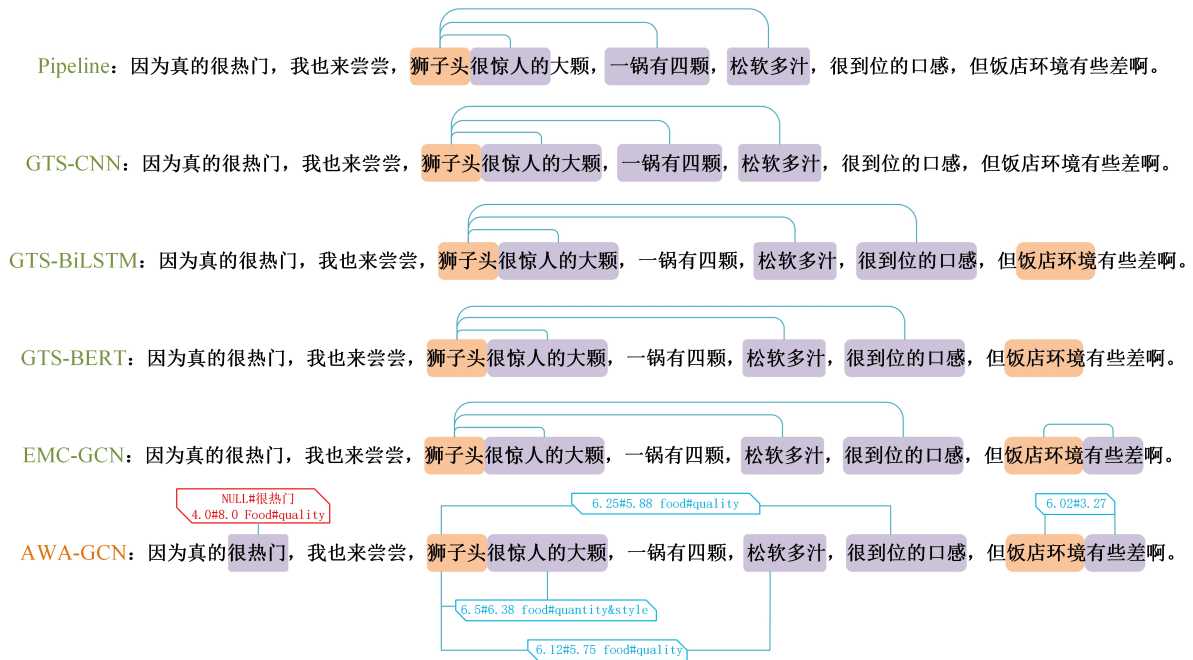 Pipeline：因为真的很热门，我也来尝尝，狮子头很惊人的大颗，一锅有四颗，松软多汁，很到位的口感，但饭店环境有些差啊。
GTS-CNN：因为真的很热门，我也来尝尝，狮子头很惊人的大颗，一锅有四颗，松软多汁，很到位的口感，但饭店环境有些差啊。
GTS-BiLSTM：因为真的很热门，我也来尝尝，狮子头很惊人的大颗，一锅有四颗，松软多汁，很到位的口感，但饭店环境有些差啊。
GTS-BERT：因为真的很热门，我也来尝尝，狮子头很惊人的大颗，一锅有四颗，松软多汁，很到位的口感，但饭店环境有些差啊。
EMC-GCN：因为真的很热门，我也来尝尝，狮子头很惊人的大颗，一锅有四颗，松软多汁，很到位的口感，但饭店环境有些差啊。
NULL#很热门
4.0#8.0 Food#quality
6.25#5.88 food#quality
6.02#3.27
AWA-GCN：因为真的很热门，我也来尝尝，狮子头很惊人的大颗，一锅有四颗，松软多汁，很到位的口感，但饭店环境有些差啊。
6.5#6.38 food#quantity&style
6.12#5.75 food#quality